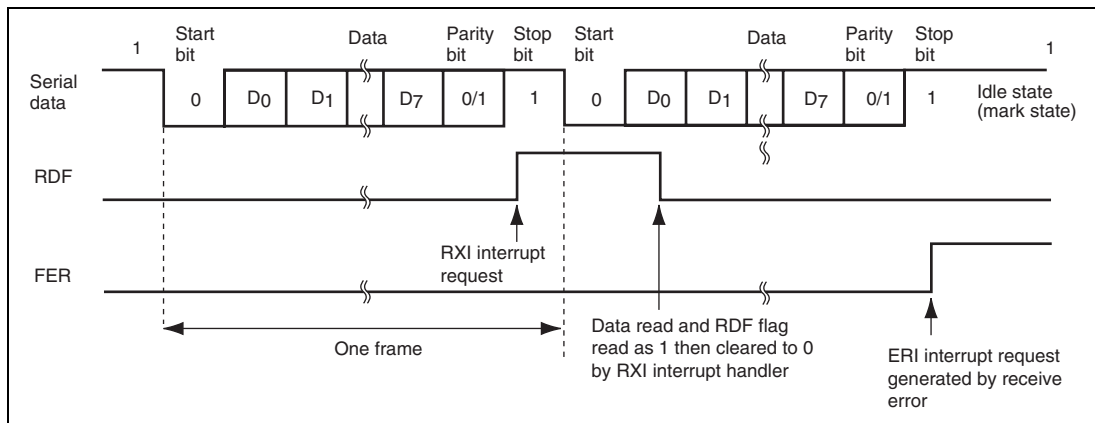 1 Start bit Data Parity bit Stop bit Start bit Data Parity bit Stop bit 1
Serial data 0 D0 D1 D7 0/1 1 0 D0 D1 D7 0/1 1 Idle state (mark state)
RDF
RXI interrupt
request
FER
One frame
Data read and RDF flag
read as 1 then cleared to 0
by RXI interrupt handler
ERI interrupt request
generated by receive
error